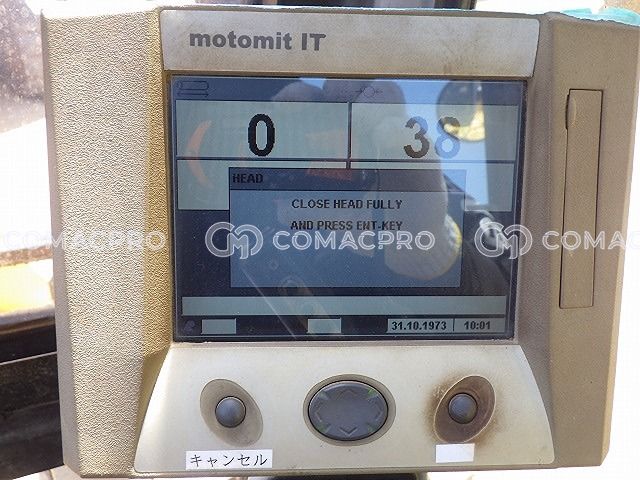 motomit IT
0 38
HEAD
CLOSE HEAD FULLY
AND PRESS ENT-KEY
COMACPRO COMACPRO COMACPRO
31.10.1973 10:01
キャンセル